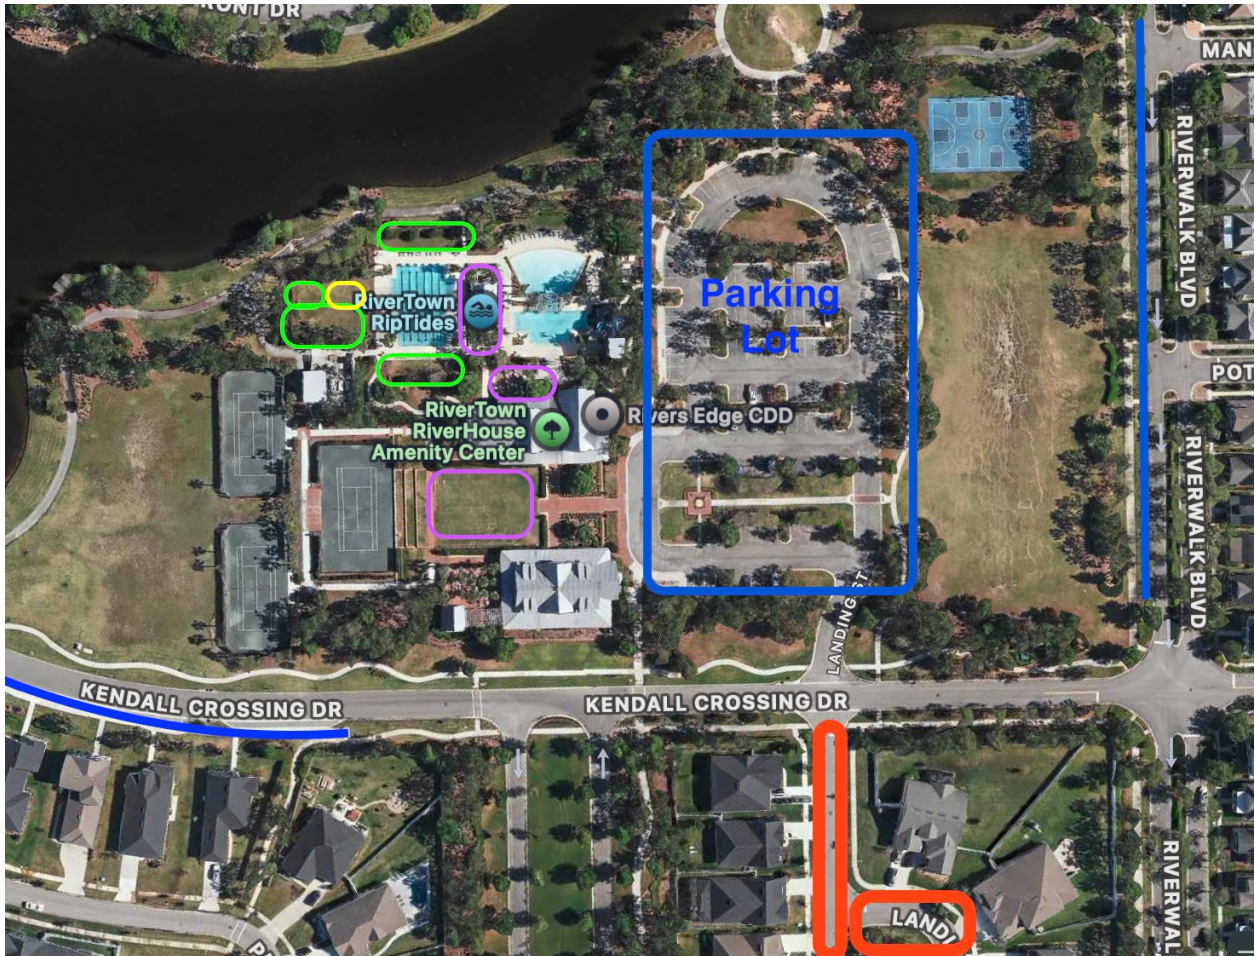 RONT DR
MAN
RIVERWALK BLVD
Parking
Lot
RiverTown
RipTides
POT
RiverTown
RiverHouse
Amenity Center
Rivers Edge CDD
RIVERWALK BLVD
LANDING ST
KENDALL CROSSING DR
KENDALL CROSSING DR
RIVERWAL
LANDI